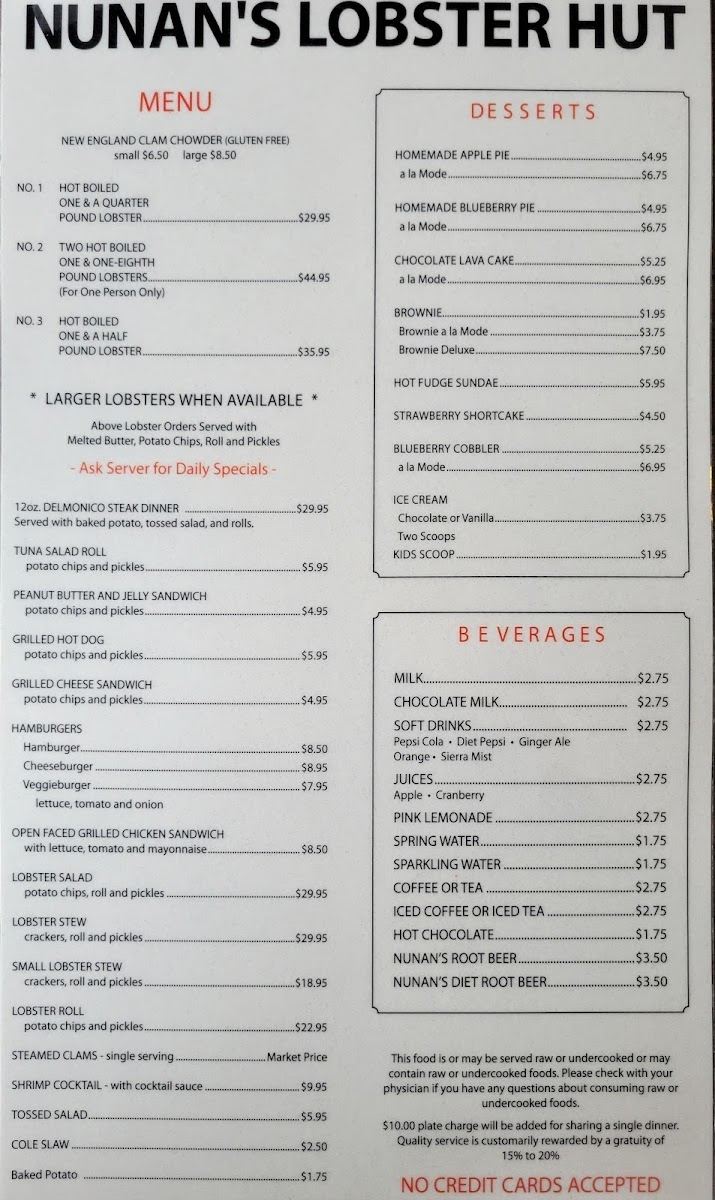 NUNAN'S LOBSTER HUT
MENU
NEW ENGLAND CLAM CHOWDER (GLUTEN FREE)
small $6.50 large $8.50
NO. 1 HOT BOILED
ONE & A QUARTER
POUND LOBSTER $29.95
NO. 2 TWO HOT BOILED
ONE & ONE-EIGHTH
POUND LOBSTERS $44.95
(For One Person Only)
NO. 3 HOT BOILED
ONE & A HALF
POUND LOBSTER $35.95
* LARGER LOBSTERS WHEN AVAILABLE *
Above Lobster Orders Served with
Melted Butter, Potato Chips, Roll and Pickles
- Ask Server for Daily Specials -
12oz. DELMONICO STEAK DINNER $29.95
Served with baked potato, tossed salad, and rolls.
TUNA SALAD ROLL
potato chips and pickles $5.95
PEANUT BUTTER AND JELLY SANDWICH
potato chips and pickles $4.95
GRILLED HOT DOG
potato chips and pickles $5.95
GRILLED CHEESE SANDWICH
potato chips and pickles $4.95
HAMBURGERS
Hamburger $8.50
Cheeseburger $8.95
Veggieburger $7.95
lettuce, tomato and onion
OPEN FACED GRILLED CHICKEN SANDWICH
with lettuce, tomato and mayonnaise $8.50
LOBSTER SALAD
potato chips, roll and pickles $29.95
LOBSTER STEW
crackers, roll and pickles $29.95
SMALL LOBSTER STEW
crackers, roll and pickles $18.95
LOBSTER ROLL
potato chips and pickles $22.95
STEAMED CLAMS - single serving Market Price
SHRIMP COCKTAIL - with cocktail sauce $9.95
TOSSED SALAD $5.95
COLE SLAW $2.50
Baked Potato $1.75
DESSERTS
HOMEMADE APPLE PIE $4.95
a la Mode $6.75
HOMEMADE BLUEBERRY PIE $4.95
a la Mode $6.75
CHOCOLATE LAVA CAKE $5.25
a la Mode $6.95
BROWNIE $1.95
Brownie a la Mode $3.75
Brownie Deluxe $7.50
HOT FUDGE SUNDAE $5.95
STRAWBERRY SHORTCAKE $4.50
BLUEBERRY COBBLER $5.25
a la Mode $6.95
ICE CREAM
Chocolate or Vanilla $3.75
Two Scoops
KIDS SCOOP $1.95
BEVERAGES
MILK $2.75
CHOCOLATE MILK $2.75
SOFT DRINKS $2.75
Pepsi Cola • Diet Pepsi • Ginger Ale
Orange • Sierra Mist
JUICES $2.75
Apple • Cranberry
PINK LEMONADE $2.75
SPRING WATER $1.75
SPARKLING WATER $1.75
COFFEE OR TEA $2.75
ICED COFFEE OR ICED TEA $2.75
HOT CHOCOLATE $1.75
NUNAN'S ROOT BEER $3.50
NUNAN'S DIET ROOT BEER $3.50
This food is or may be served raw or undercooked or may
contain raw or undercooked foods. Please check with your
physician if you have any questions about consuming raw or
undercooked foods.
$10.00 plate charge will be added for sharing a single dinner.
Quality service is customarily rewarded by a gratuity of
15% to 20%
NO CREDIT CARDS ACCEPTED